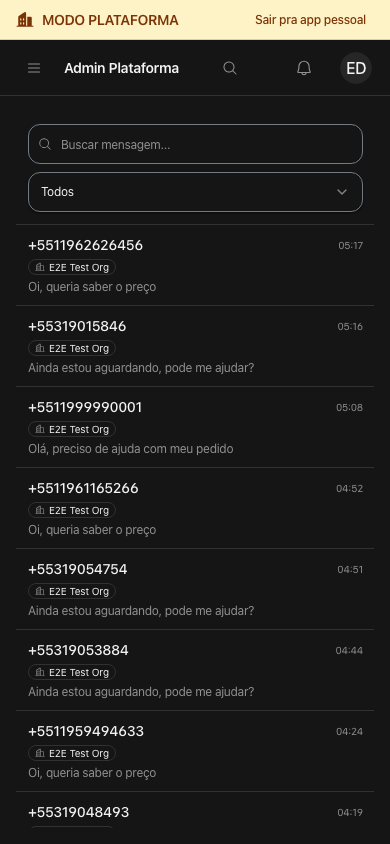 MODO PLATAFORMA
Sair pra app pessoal
Admin Plataforma
ED
Buscar mensagem...
Todos
+5511962626456
05:17
E2E Test Org
Oi, queria saber o preço
+55319015846
05:16
E2E Test Org
Ainda estou aguardando, pode me ajudar?
+5511999990001
05:08
E2E Test Org
Olá, preciso de ajuda com meu pedido
+5511961165266
04:52
E2E Test Org
Oi, queria saber o preço
+55319054754
04:51
E2E Test Org
Ainda estou aguardando, pode me ajudar?
+55319053884
04:44
E2E Test Org
Ainda estou aguardando, pode me ajudar?
+5511959494633
04:24
E2E Test Org
Oi, queria saber o preço
+55319048493
04:19